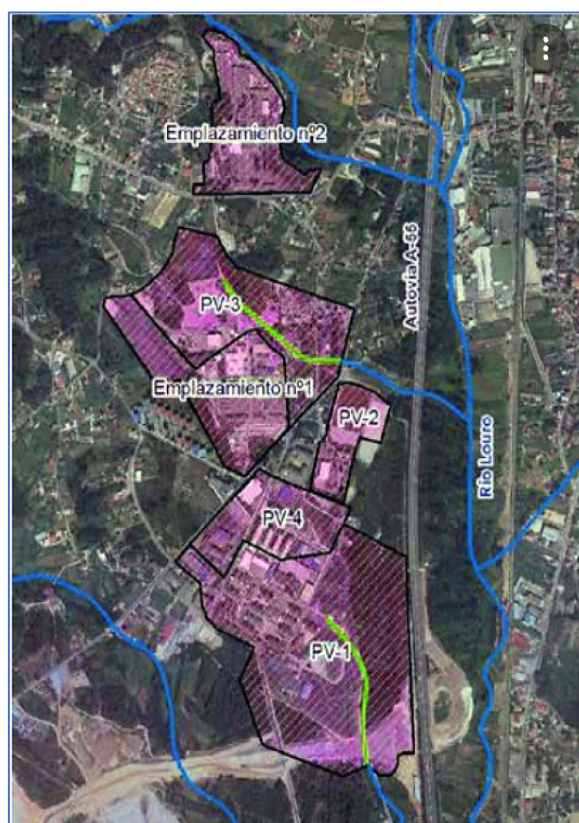 Emplazamiento nº2
Autovía A-55
PV-3
Emplazamiento nº1
PV-2
Río Louro
PV-4
PV-1